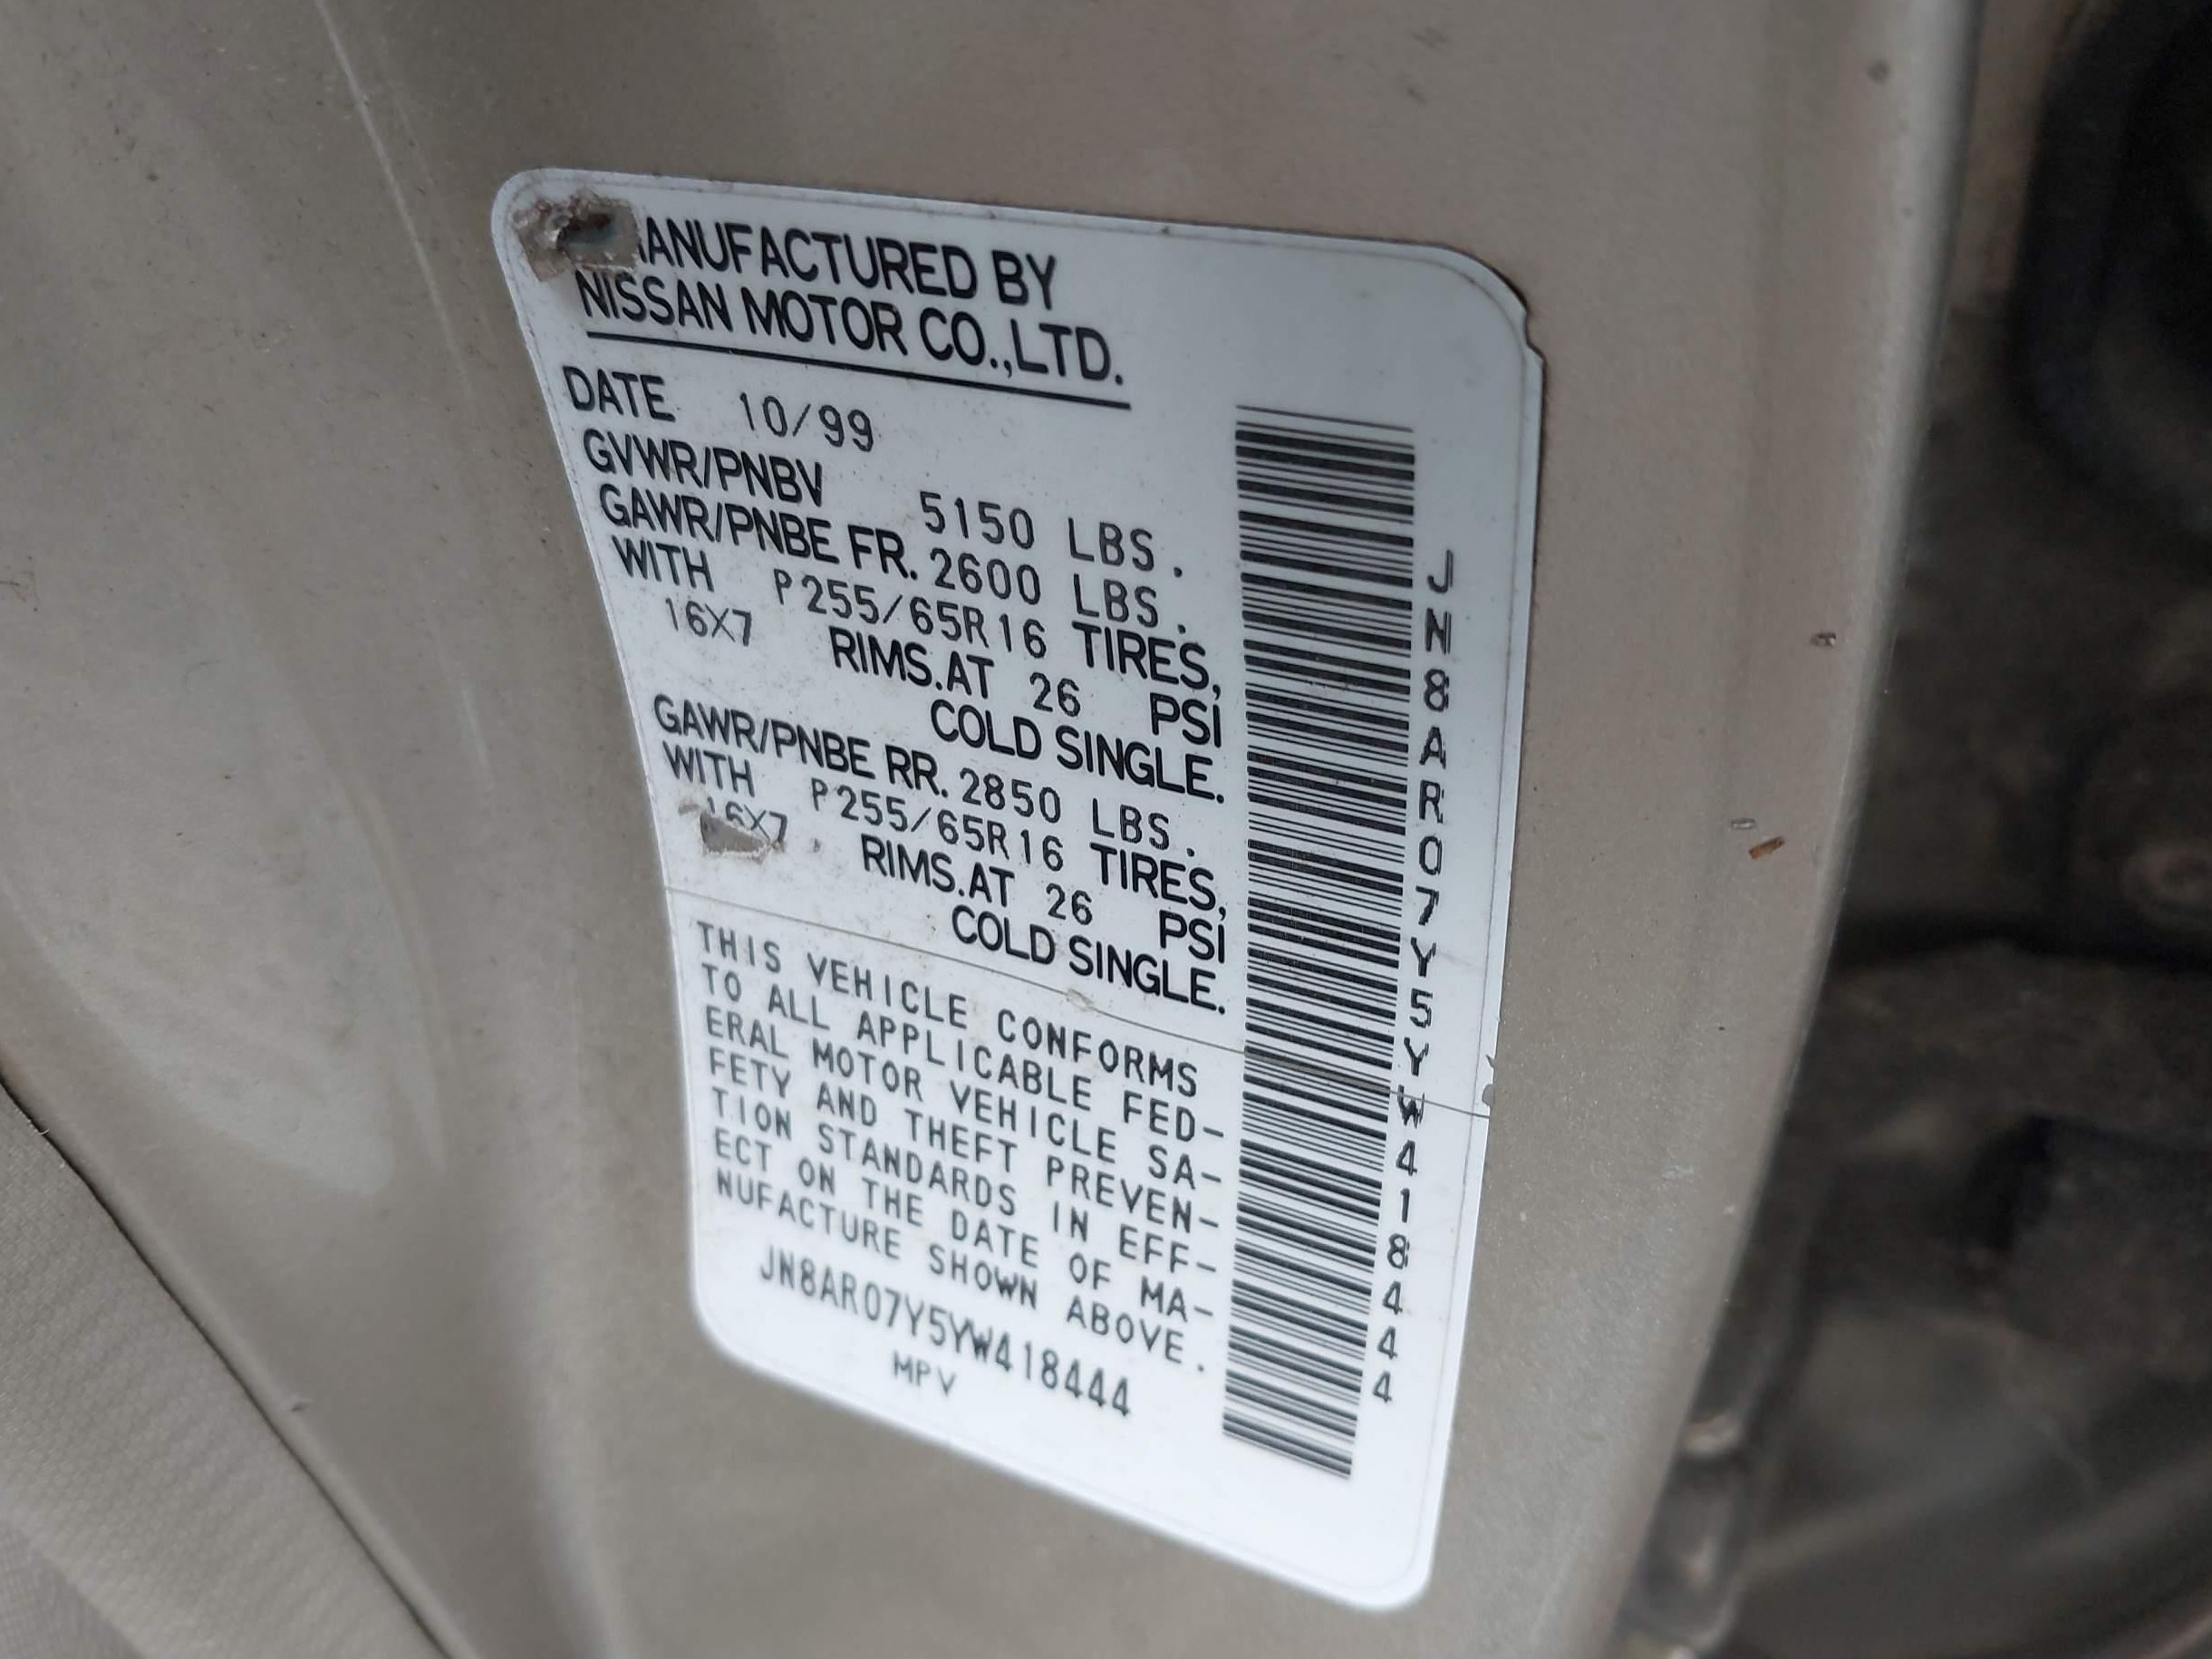 MANUFACTURED BY
NISSAN MOTOR CO.,LTD.
DATE 10/99
GVWR/PNBV 5150 LBS.
GAWR/PNBE FR. 2600 LBS.
WITH P255/65R16 TIRES,
16X7 RIMS.AT 26 PSI
COLD SINGLE.
GAWR/PNBE RR. 2850 LBS.
WITH P255/65R16 TIRES,
16X7 RIMS.AT 26 PSI
COLD SINGLE.
THIS VEHICLE CONFORMS
TO ALL APPLICABLE FED-
ERAL MOTOR VEHICLE SA-
FETY AND THEFT PREVEN-
TION STANDARDS IN EFF-
ECT ON THE DATE OF MA-
NUFACTURE SHOWN ABOVE.
JN8AR07Y5YW418444
MPV
JN8AR07Y5YW418444